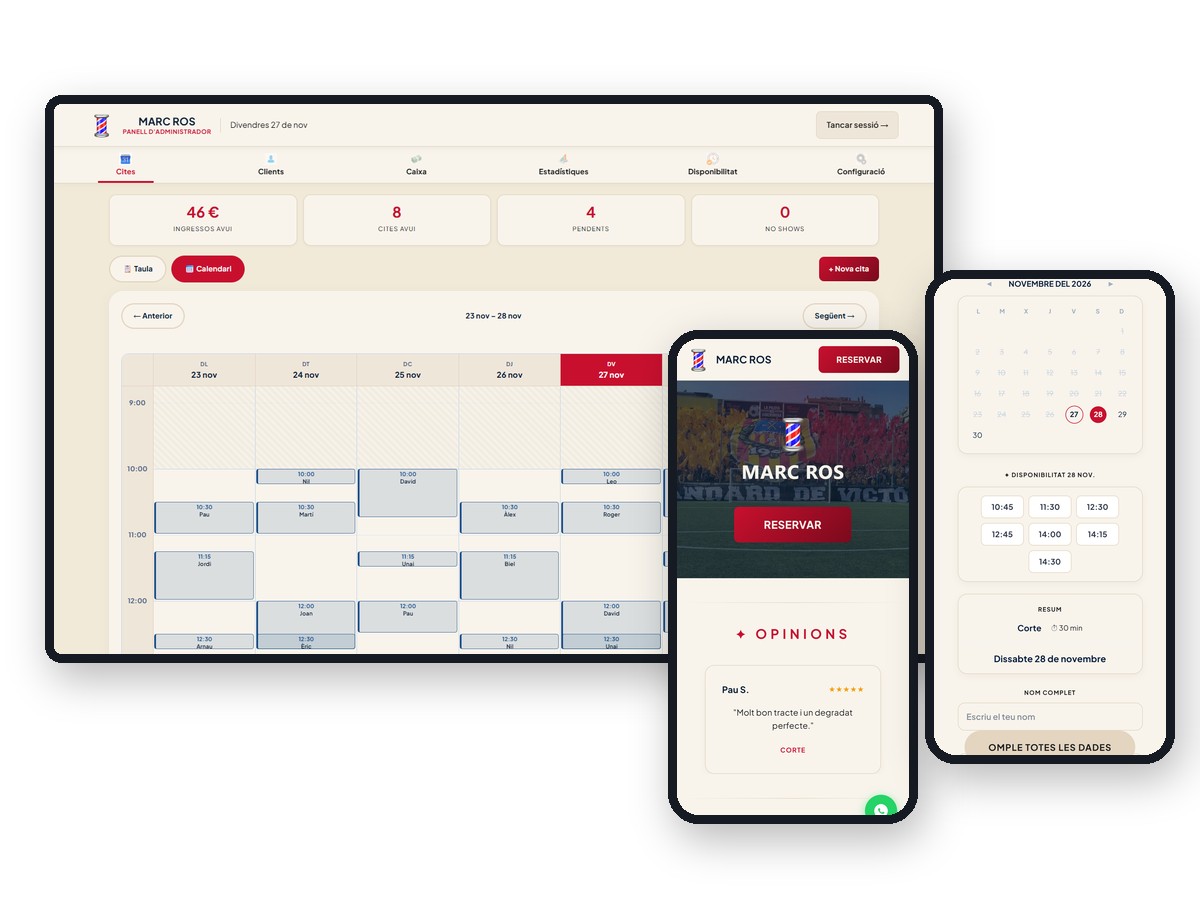 MARC ROS
PANELL D'ADMINISTRADOR
Divendres 27 de nov
Tancar sessió →
Cites
Clients
Caixa
Estadístiques
Disponibilitat
Configuració
46 €
INGRESSOS AVUI
8
CITES AVUI
4
PENDENTS
0
NO SHOWS
Taula
Calendari
+ Nova cita
← Anterior
23 nov – 28 nov
Següent →
DL
23 nov
DT
24 nov
DC
25 nov
DJ
26 nov
DV
27 nov
9:00
10:00
10:00
Nil
10:00
David
10:00
Leo
10:30
Pau
10:30
Martí
10:30
Àlex
10:30
Roger
11:00
11:15
Jordi
11:15
Unai
11:15
Biel
12:00
12:00
Joan
12:00
Pau
12:00
David
12:30
Arnau
12:30
Èric
12:30
Nil
12:30
Unai
MARC ROS
RESERVAR
MARC ROS
RESERVAR
✦ OPINIONS
Pau S.
★★★★★
"Molt bon tracte i un degradat
perfecte."
CORTE
◄ NOVEMBRE DEL 2026 ►
L M X J V S D
1
2 3 4 5 6 7 8
9 10 11 12 13 14 15
16 17 18 19 20 21 22
23 24 25 26 27 28 29
30
✦ DISPONIBILITAT 28 NOV.
10:45 11:30 12:30
12:45 14:00 14:15
14:30
RESUM
Corte ⏱ 30 min
Dissabte 28 de novembre
NOM COMPLET
Escriu el teu nom
OMPLE TOTES LES DADES